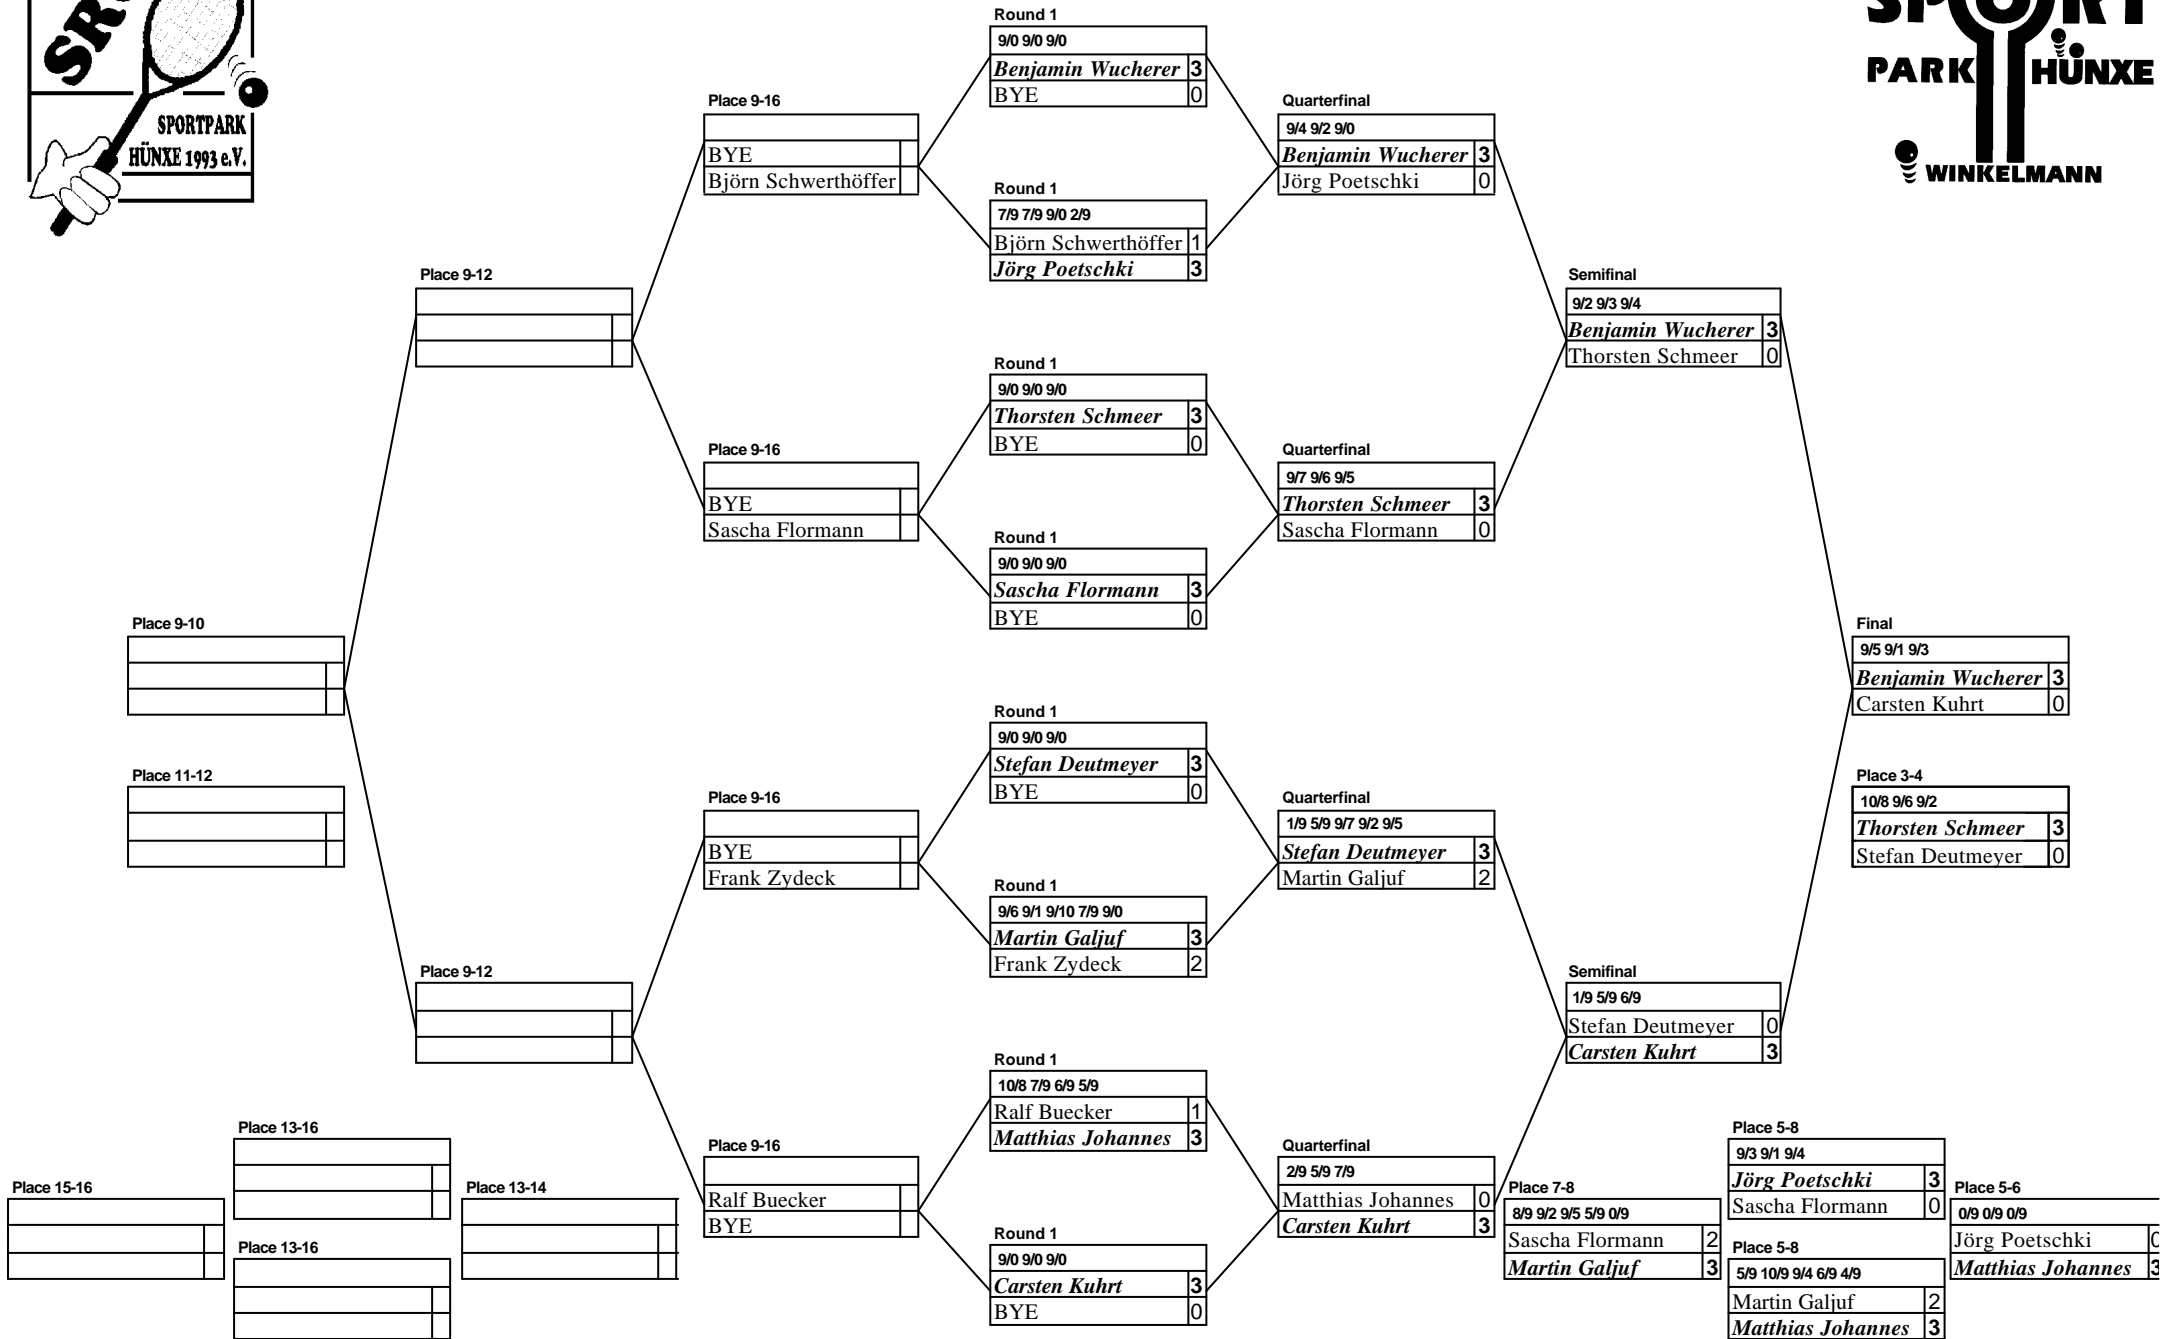 SPORTPARK
HÜNXE 1993 e.V.
SPORT
PARK HÜNXE
WINKELMANN
Place 9-10
Place 11-12
Place 9-12
Place 9-12
Place 9-16
BYE
Björn Schwerthöffer
Place 9-16
BYE
Sascha Flormann
Place 9-16
BYE
Frank Zydeck
Place 9-16
Ralf Buecker
BYE
Round 1
9/0 9/0 9/0
Benjamin Wucherer 3
BYE 0
Round 1
7/9 7/9 9/0 2/9
Björn Schwerthöffer 1
Jörg Poetschki 3
Round 1
9/0 9/0 9/0
Thorsten Schmeer 3
BYE 0
Round 1
9/0 9/0 9/0
Sascha Flormann 3
BYE 0
Round 1
9/0 9/0 9/0
Stefan Deutmeyer 3
BYE 0
Round 1
9/6 9/1 9/10 7/9 9/0
Martin Galjuf 3
Frank Zydeck 2
Round 1
10/8 7/9 6/9 5/9
Ralf Buecker 1
Matthias Johannes 3
Round 1
9/0 9/0 9/0
Carsten Kuhrt 3
BYE 0
Quarterfinal
9/4 9/2 9/0
Benjamin Wucherer 3
Jörg Poetschki 0
Quarterfinal
9/7 9/6 9/5
Thorsten Schmeer 3
Sascha Flormann 0
Quarterfinal
1/9 5/9 9/7 9/2 9/5
Stefan Deutmeyer 3
Martin Galjuf 2
Quarterfinal
2/9 5/9 7/9
Matthias Johannes 0
Carsten Kuhrt 3
Semifinal
9/2 9/3 9/4
Benjamin Wucherer 3
Thorsten Schmeer 0
Semifinal
1/9 5/9 6/9
Stefan Deutmeyer 0
Carsten Kuhrt 3
Final
9/5 9/1 9/3
Benjamin Wucherer 3
Carsten Kuhrt 0
Place 3-4
10/8 9/6 9/2
Thorsten Schmeer 3
Stefan Deutmeyer 0
Place 15-16
Place 13-16
Place 13-16
Place 13-14
Place 7-8
8/9 9/2 9/5 5/9 0/9
Sascha Flormann 2
Martin Galjuf 3
Place 5-8
9/3 9/1 9/4
Jörg Poetschki 3
Sascha Flormann 0
Place 5-8
5/9 10/9 9/4 6/9 4/9
Martin Galjuf 2
Matthias Johannes 3
Place 5-6
0/9 0/9 0/9
Jörg Poetschki 0
Matthias Johannes 3